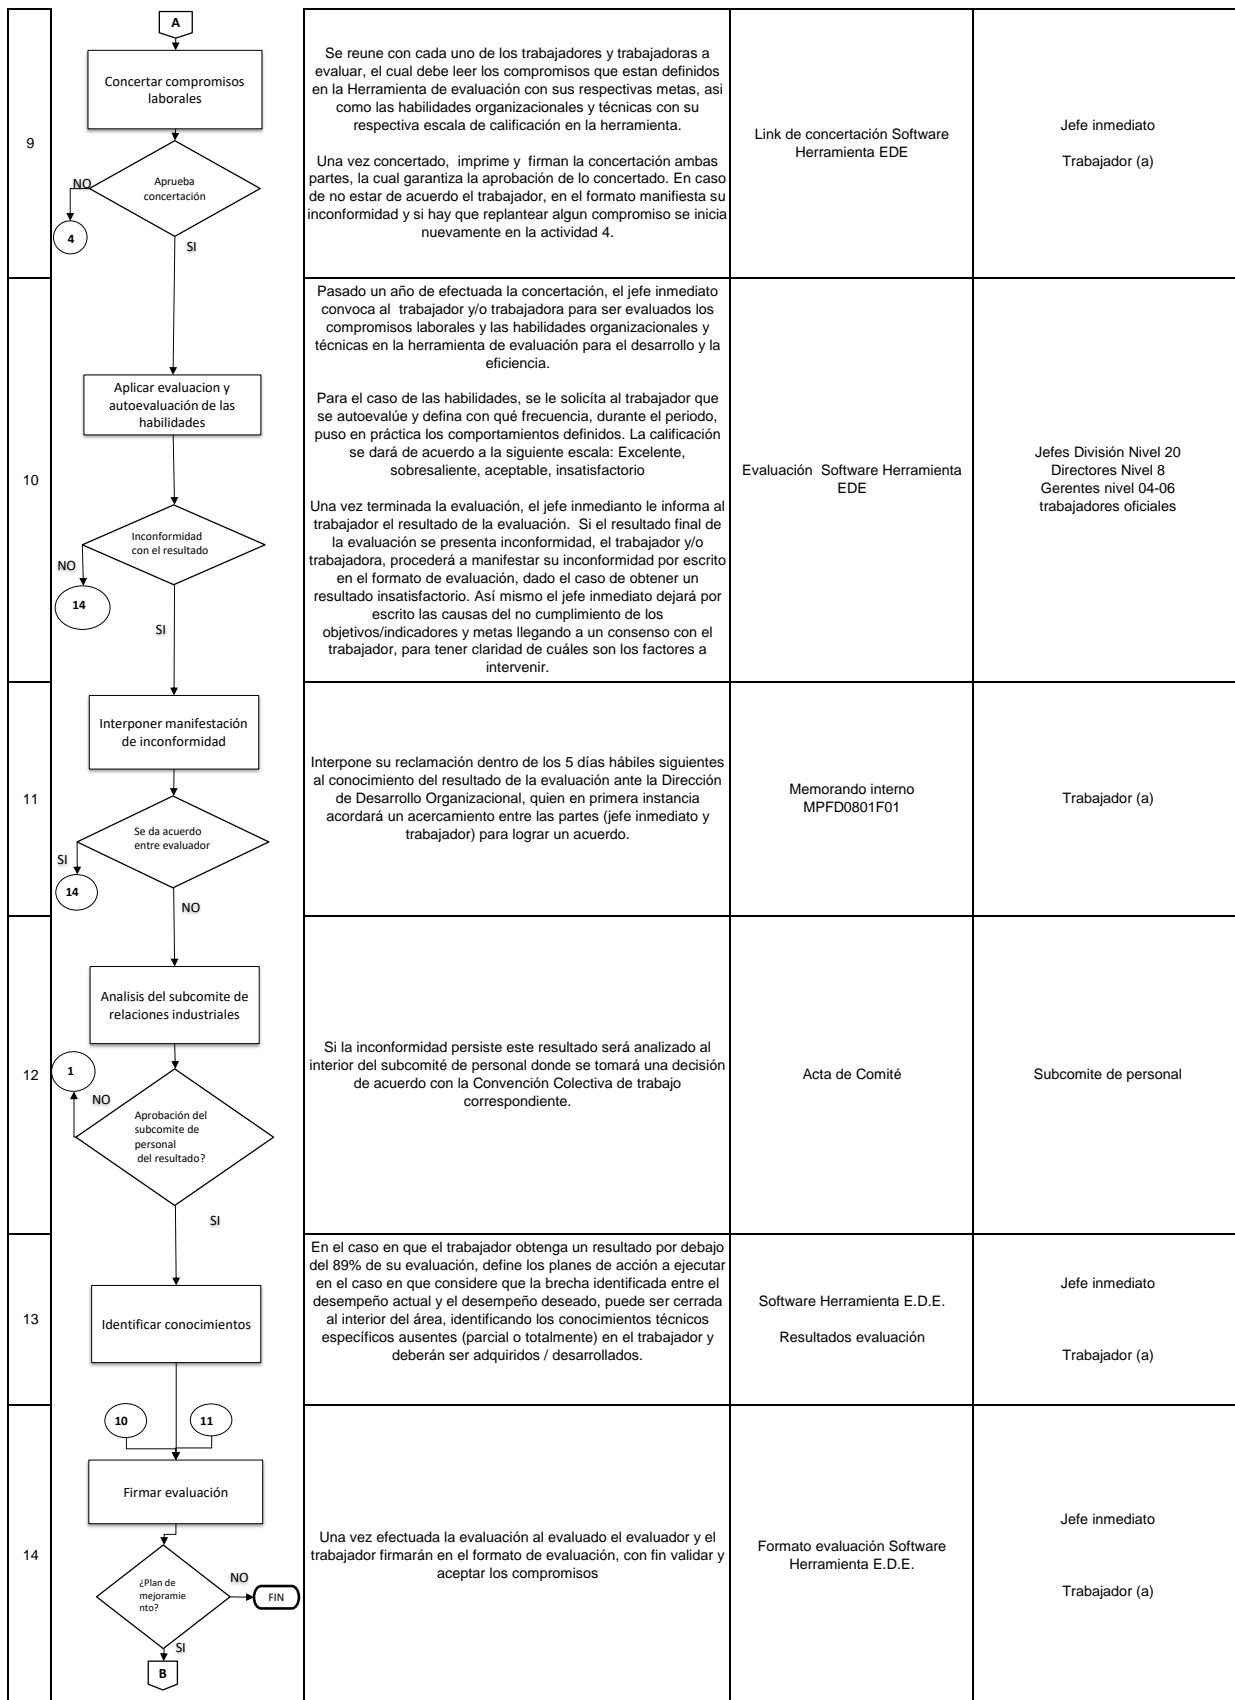 9
A
Concertar compromisos
laborales
Aprueba
concertación
NO
4
SI
Se reune con cada uno de los trabajadores y trabajadoras a
evaluar, el cual debe leer los compromisos que estan definidos
en la Herramienta de evaluación con sus respectivas metas, asi
como las habilidades organizacionales y técnicas con su
respectiva escala de calificación en la herramienta.
Una vez concertado, imprime y firman la concertación ambas
partes, la cual garantiza la aprobación de lo concertado. En caso
de no estar de acuerdo el trabajador, en el formato manifiesta su
inconformidad y si hay que replantear algun compromiso se inicia
nuevamente en la actividad 4.
Link de concertación Software
Herramienta EDE
Jefe inmediato
Trabajador (a)
10
Aplicar evaluacion y
autoevaluación de las
habilidades
Inconformidad
con el resultado
NO
14
SI
Pasado un año de efectuada la concertación, el jefe inmediato
convoca al trabajador y/o trabajadora para ser evaluados los
compromisos laborales y las habilidades organizacionales y
técnicas en la herramienta de evaluación para el desarrollo y la
eficiencia.
Para el caso de las habilidades, se le solicíta al trabajador que
se autoevalúe y defina con qué frecuencia, durante el periodo,
puso en práctica los comportamientos definidos. La calificación
se dará de acuerdo a la siguiente escala: Excelente,
sobresaliente, aceptable, insatisfactorio
Una vez terminada la evaluación, el jefe inmedianto le informa al
trabajador el resultado de la evaluación. Si el resultado final de
la evaluación se presenta inconformidad, el trabajador y/o
trabajadora, procederá a manifestar su inconformidad por escrito
en el formato de evaluación, dado el caso de obtener un
resultado insatisfactorio. Así mismo el jefe inmediato dejará por
escrito las causas del no cumplimiento de los
objetivos/indicadores y metas llegando a un consenso con el
trabajador, para tener claridad de cuáles son los factores a
intervenir.
Evaluación Software Herramienta
EDE
Jefes División Nivel 20
Directores Nivel 8
Gerentes nivel 04-06
trabajadores oficiales
11
Interponer manifestación
de inconformidad
Se da acuerdo
entre evaluador
SI
14
NO
Interpone su reclamación dentro de los 5 días hábiles siguientes
al conocimiento del resultado de la evaluación ante la Dirección
de Desarrollo Organizacional, quien en primera instancia
acordará un acercamiento entre las partes (jefe inmediato y
trabajador) para lograr un acuerdo.
Memorando interno
MPFD0801F01
Trabajador (a)
12
Analisis del subcomite de
relaciones industriales
1
NO
Aprobación del
subcomite de
personal
del resultado?
SI
Si la inconformidad persiste este resultado será analizado al
interior del subcomité de personal donde se tomará una decisión
de acuerdo con la Convención Colectiva de trabajo
correspondiente.
Acta de Comité
Subcomite de personal
13
Identificar conocimientos
En el caso en que el trabajador obtenga un resultado por debajo
del 89% de su evaluación, define los planes de acción a ejecutar
en el caso en que considere que la brecha identificada entre el
desempeño actual y el desempeño deseado, puede ser cerrada
al interior del área, identificando los conocimientos técnicos
específicos ausentes (parcial o totalmente) en el trabajador y
deberán ser adquiridos / desarrollados.
Software Herramienta E.D.E.
Resultados evaluación
Jefe inmediato
Trabajador (a)
14
10
11
Firmar evaluación
¿Plan de
mejoramie
nto?
NO
FIN
SI
B
Una vez efectuada la evaluación al evaluado el evaluador y el
trabajador firmarán en el formato de evaluación, con fin validar y
aceptar los compromisos
Formato evaluación Software
Herramienta E.D.E.
Jefe inmediato
Trabajador (a)